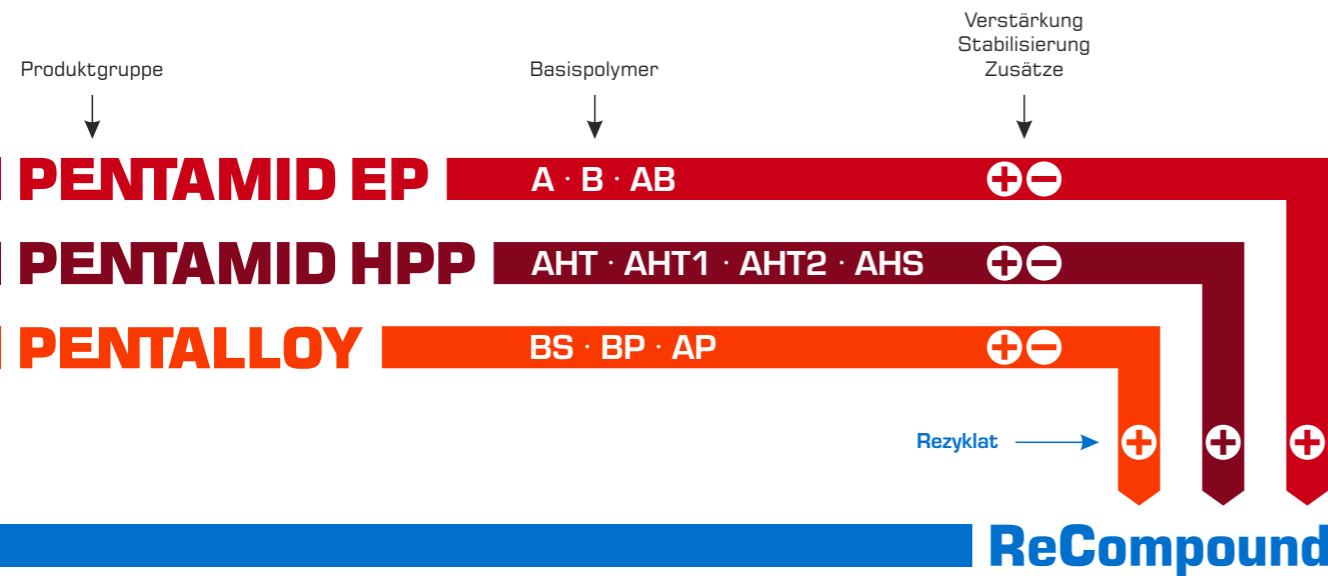 Verstärkung
Stabilisierung
Produktgruppe Basispolymer Zusätze
PENTAMID EP A · B · AB
PENTAMID HPP AHT · AHT1 · AHT2 · AHS
PENTALLOY BS · BP · AP
Rezyklat
ReCompound